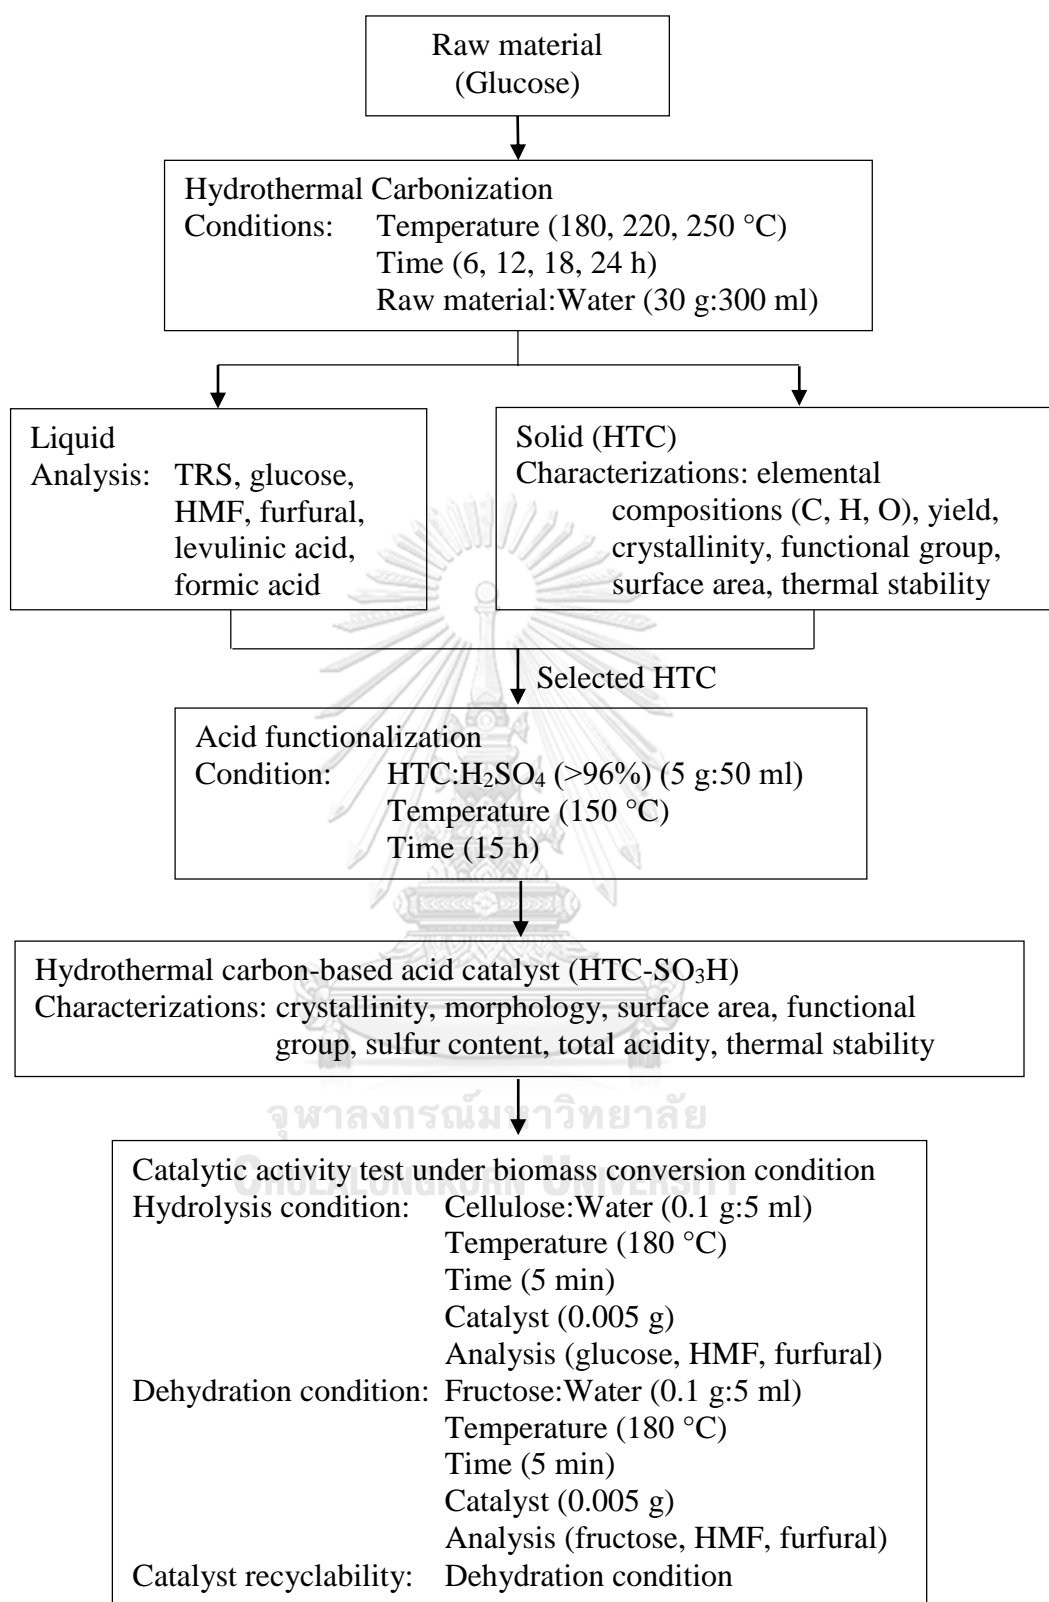 Raw material
(Glucose)
Hydrothermal Carbonization
Conditions: Temperature (180, 220, 250 °C)
Time (6, 12, 18, 24 h)
Raw material:Water (30 g:300 ml)
Liquid
Analysis: TRS, glucose,
HMF, furfural,
levulinic acid,
formic acid
Solid (HTC)
Characterizations: elemental
compositions (C, H, O), yield,
crystallinity, functional group,
surface area, thermal stability
Selected HTC
Acid functionalization
Condition: HTC:H₂SO₄ (>96%) (5 g:50 ml)
Temperature (150 °C)
Time (15 h)
Hydrothermal carbon-based acid catalyst (HTC-SO₃H)
Characterizations: crystallinity, morphology, surface area, functional
group, sulfur content, total acidity, thermal stability
จุฬาลงกรณ์มหาวิทยาลัย
CHULALONGKORN UNIVERSITY
Catalytic activity test under biomass conversion condition
Hydrolysis condition: Cellulose:Water (0.1 g:5 ml)
Temperature (180 °C)
Time (5 min)
Catalyst (0.005 g)
Analysis (glucose, HMF, furfural)
Dehydration condition: Fructose:Water (0.1 g:5 ml)
Temperature (180 °C)
Time (5 min)
Catalyst (0.005 g)
Analysis (fructose, HMF, furfural)
Catalyst recyclability: Dehydration condition